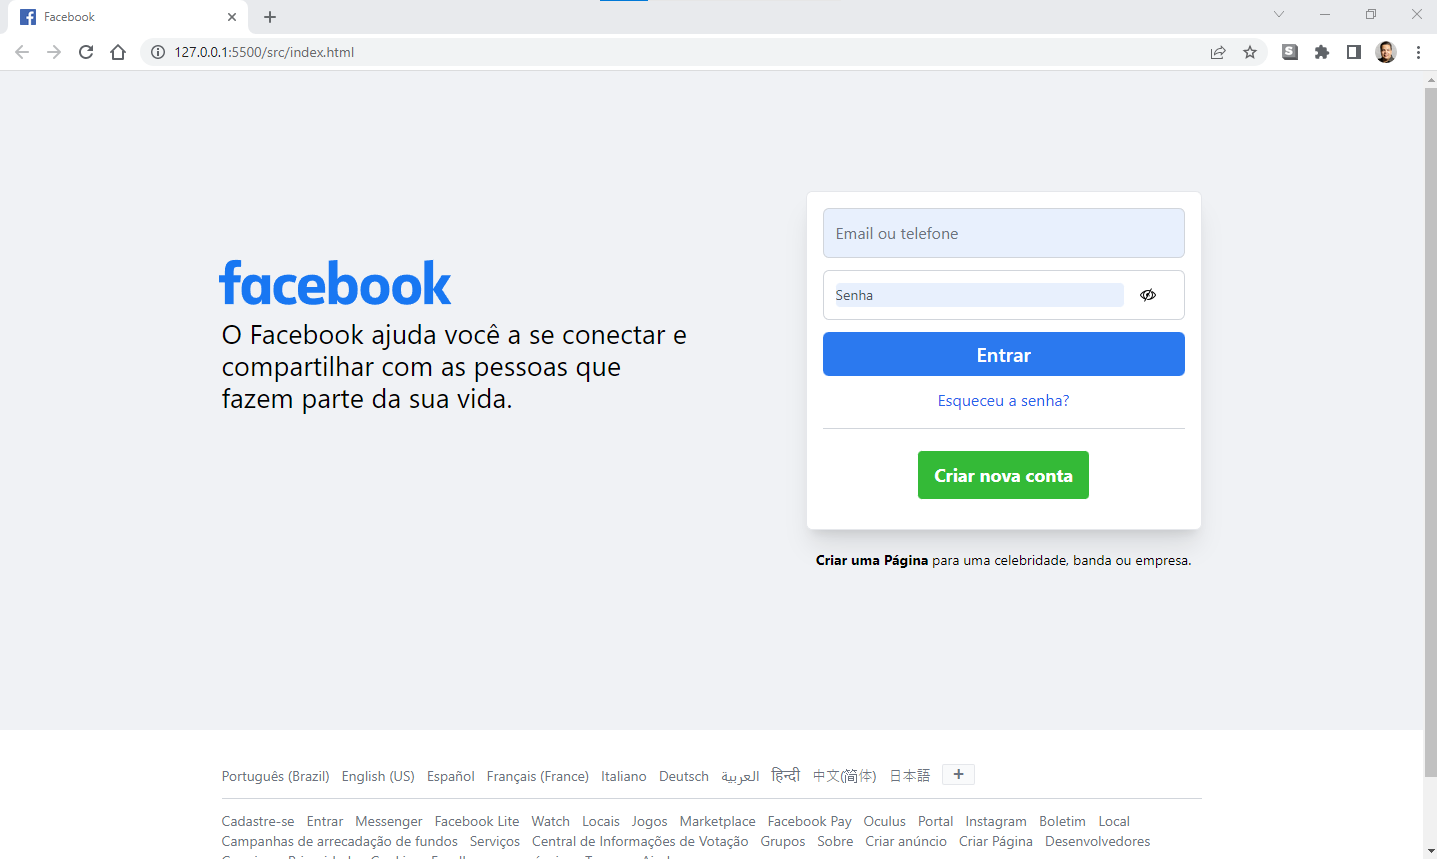 Facebook
127.0.0.1:5500/src/index.html
S
facebook
O Facebook ajuda você a se conectar e
compartilhar com as pessoas que
fazem parte da sua vida.
Email ou telefone
Senha
Entrar
Esqueceu a senha?
Criar nova conta
Criar uma Página para uma celebridade, banda ou empresa.
Português (Brazil) English (US) Español Français (France) Italiano Deutsch العربية हिन्दी 中文(简体) 日本語 +
Cadastre-se Entrar Messenger Facebook Lite Watch Locais Jogos Marketplace Facebook Pay Oculus Portal Instagram Boletim Local
Campanhas de arrecadação de fundos Serviços Central de Informações de Votação Grupos Sobre Criar anúncio Criar Página Desenvolvedores